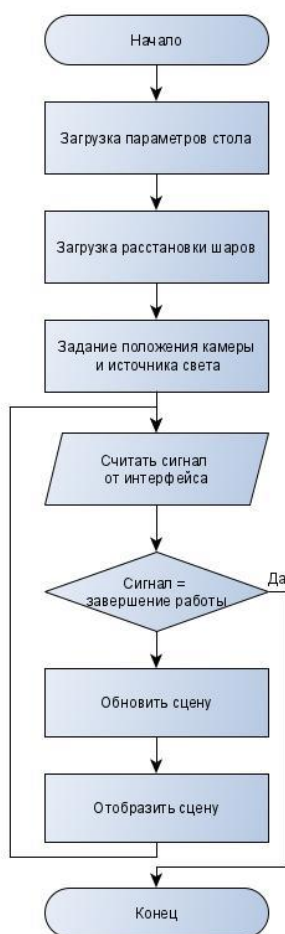 Начало
Загрузка параметров стола
Загрузка расстановки шаров
Задание положения камеры
и источника света
Считать сигнал
от интерфейса
Сигнал =
завершение работы
Да
Обновить сцену
Отобразить сцену
Конец